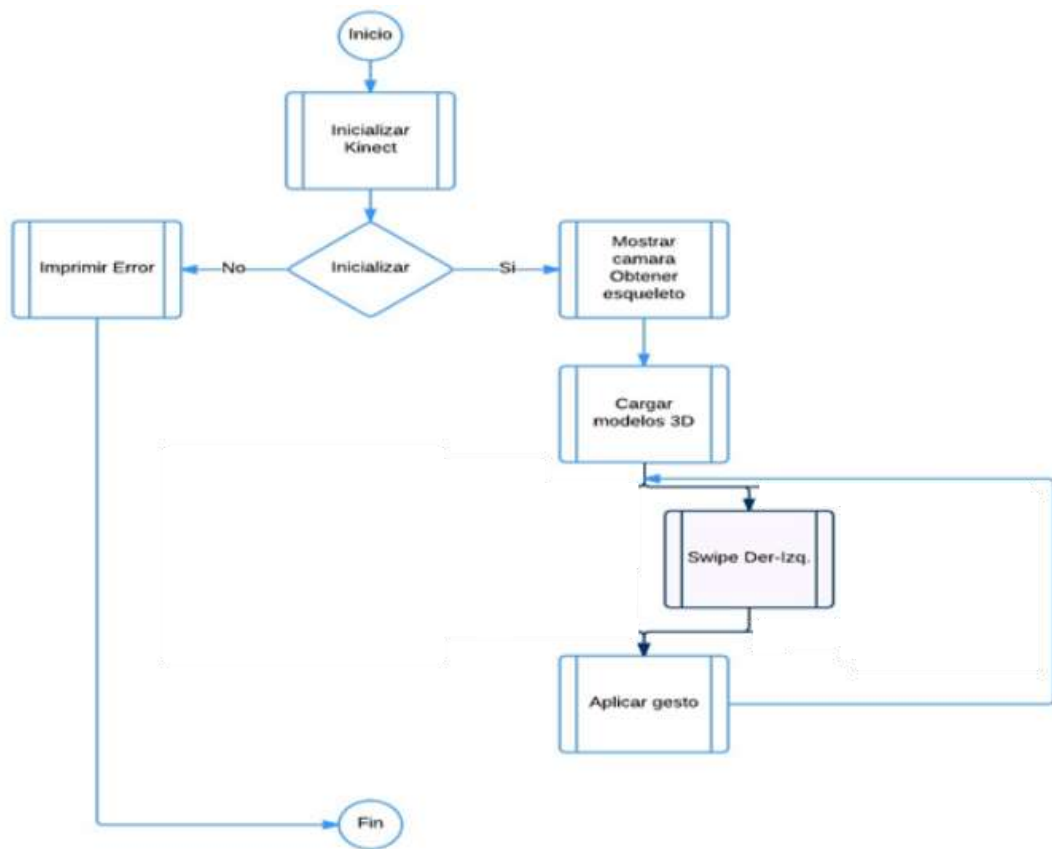 Inicio
Inicializar
Kinect
Imprimir Error
No
Inicializar
Si
Mostrar
camara
Obtener
esqueleto
Cargar
modelos 3D
Swipe Der-Izq.
Aplicar gesto
Fin